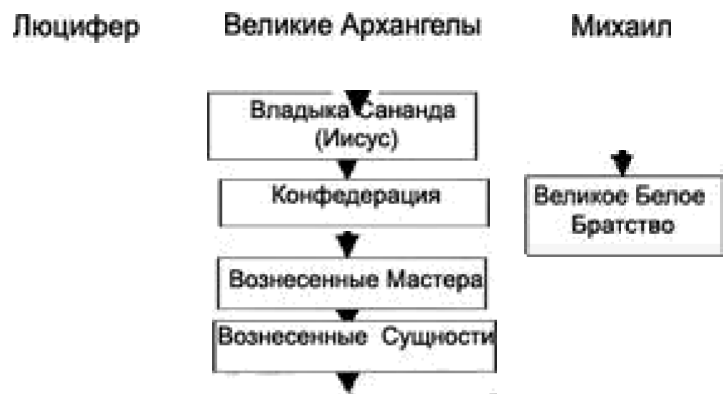 Люцифер Великие Архангелы Михаил
Владыка Сананда
(Иисус)
Конфедерация
Великое Белое
Братство
Вознесенные Мастера
Вознесенные Сущности